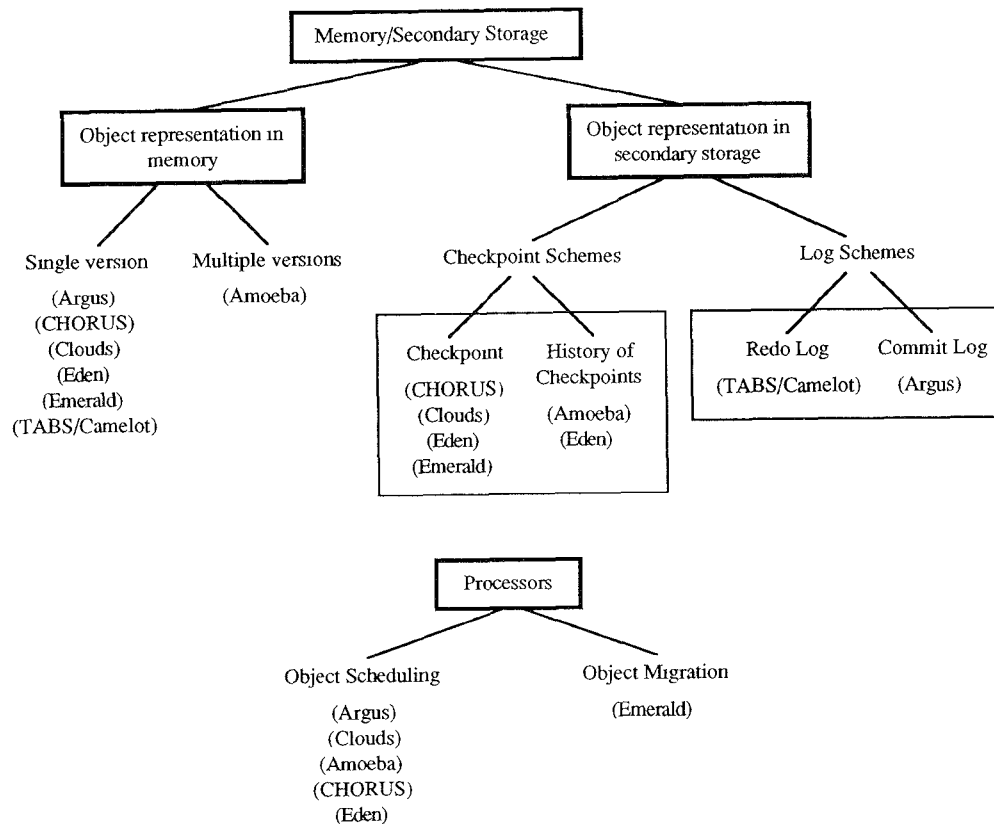 Memory/Secondary Storage
Object representation in
memory
Object representation in
secondary storage
Single version
(Argus)
(CHORUS)
(Clouds)
(Eden)
(Emerald)
(TABS/Camelot)
Multiple versions
(Amoeba)
Checkpoint Schemes
Checkpoint
(CHORUS)
(Clouds)
(Eden)
(Emerald)
History of
Checkpoints
(Amoeba)
(Eden)
Log Schemes
Redo Log
(TABS/Camelot)
Commit Log
(Argus)
Processors
Object Scheduling
(Argus)
(Clouds)
(Amoeba)
(CHORUS)
(Eden)
Object Migration
(Emerald)